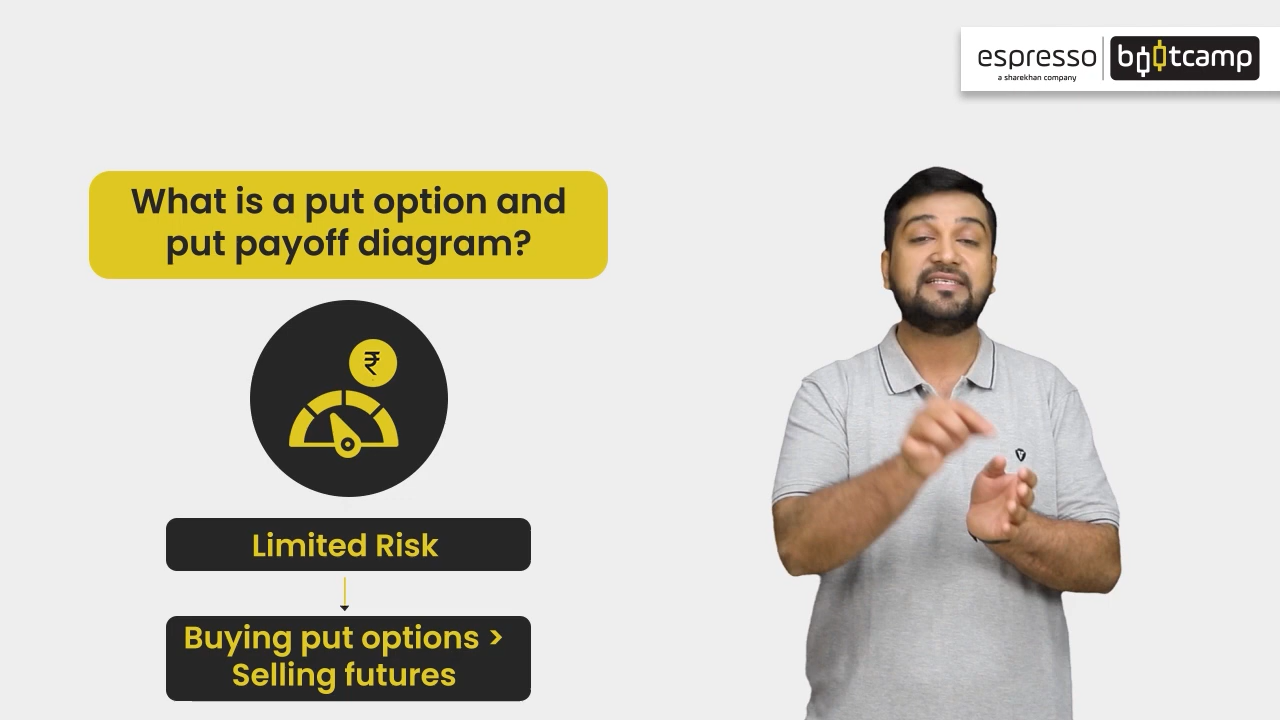 espresso
a sharekhan company
bootcamp
What is a put option and
put payoff diagram?
₹
Limited Risk
Buying put options >
Selling futures